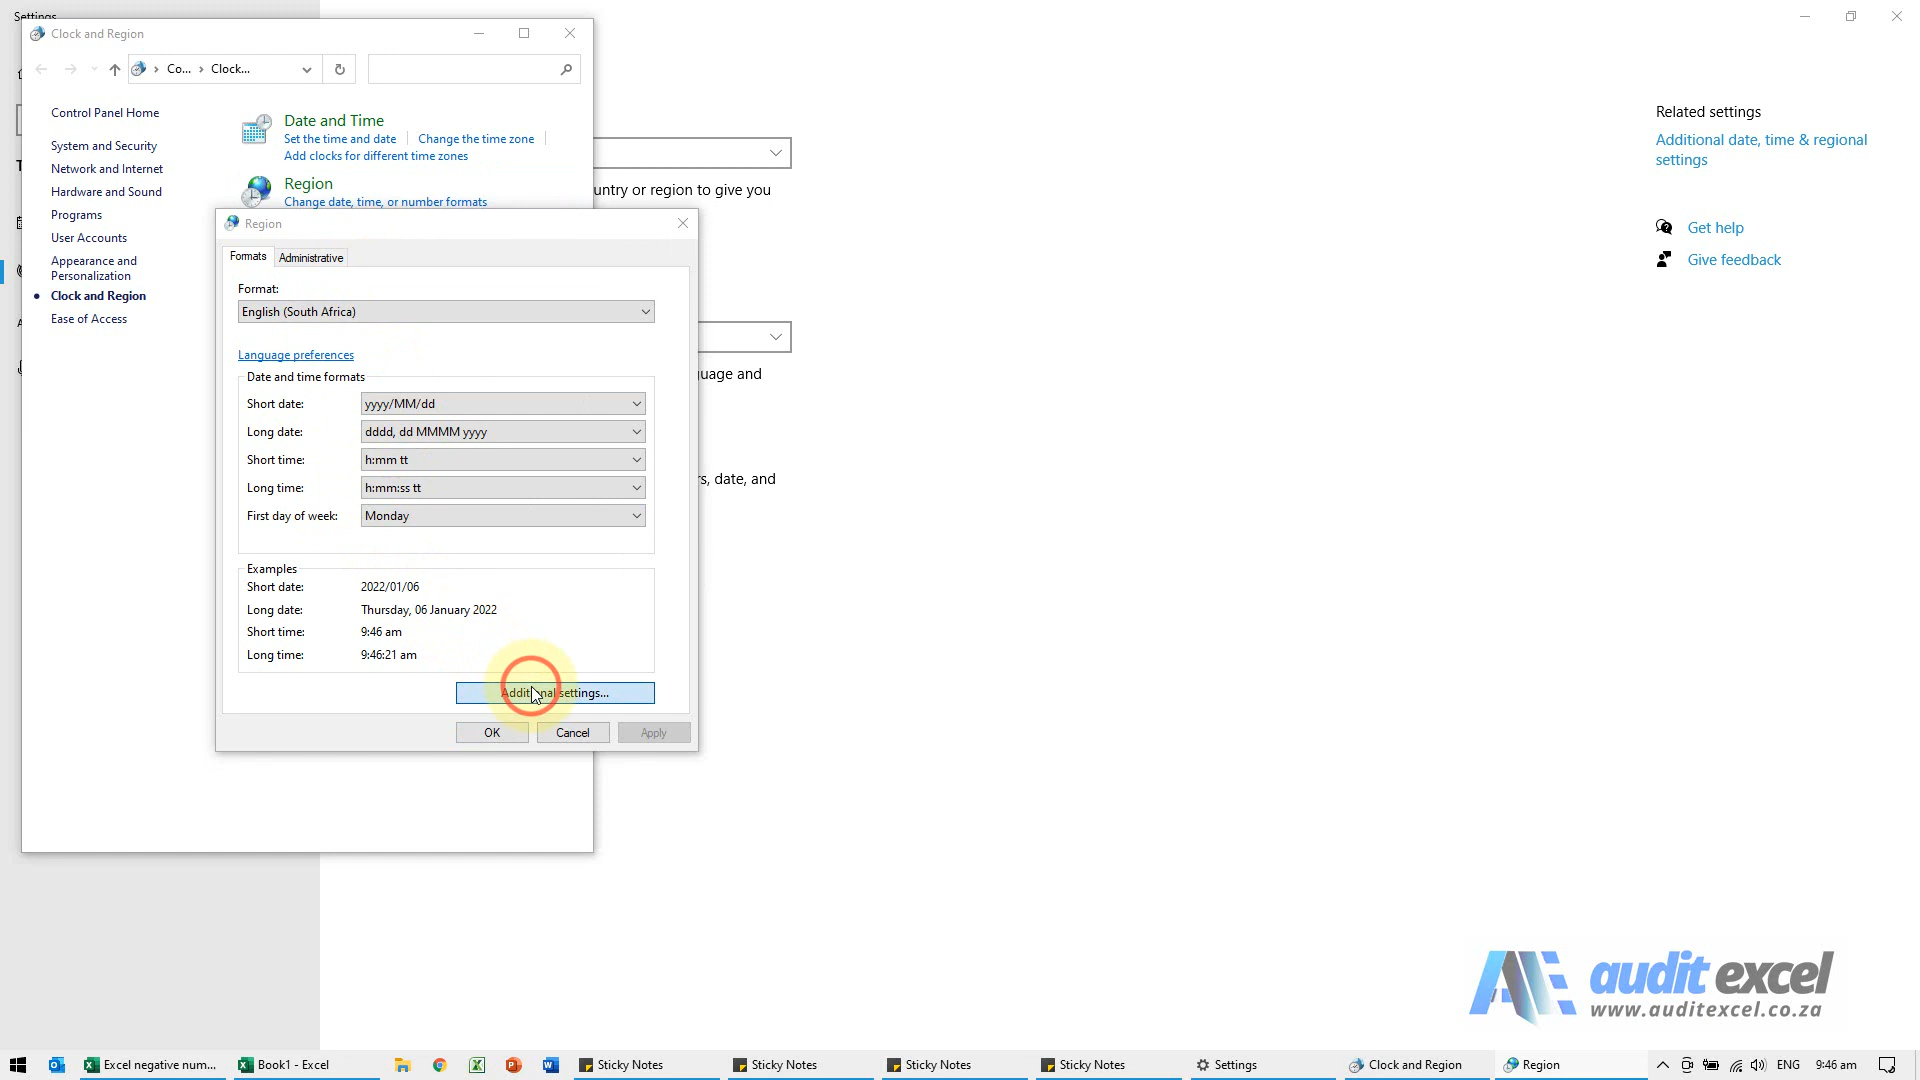 Settings
Clock and Region
Co... > Clock...
Control Panel Home
System and Security
Network and Internet
Hardware and Sound
Programs
User Accounts
Appearance and
Personalization
Clock and Region
Ease of Access
Date and Time
Set the time and date
Change the time zone
Add clocks for different time zones
Region
Change date, time, or number formats
untry or region to give you
guage and
rs, date, and
Related settings
Additional date, time & regional
settings
Get help
Give feedback
Region
Formats
Administrative
Format:
English (South Africa)
Language preferences
Date and time formats
Short date: yyyy/MM/dd
Long date: dddd, dd MMMM yyyy
Short time: h:mm tt
Long time: h:mm:ss tt
First day of week: Monday
Examples
Short date: 2022/01/06
Long date: Thursday, 06 January 2022
Short time: 9:46 am
Long time: 9:46:21 am
Additional settings...
OK
Cancel
Apply
audit excel
www.auditexcel.co.za
Excel negative num...
Book1 - Excel
Sticky Notes
Sticky Notes
Sticky Notes
Sticky Notes
Settings
Clock and Region
Region
ENG
9:46 am